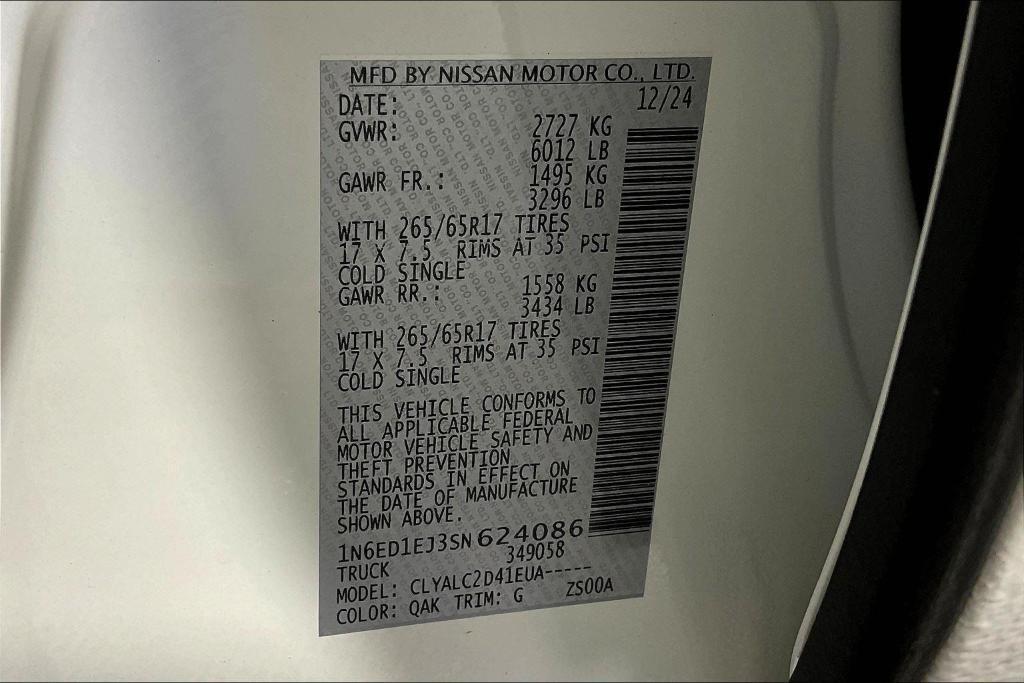 MFD BY NISSAN MOTOR CO., LTD.
DATE: 12/24
GVWR: 2727 KG
6012 LB
GAWR FR.: 1495 KG
3296 LB
WITH 265/65R17 TIRES
17 X 7.5 RIMS AT 35 PSI
COLD SINGLE
GAWR RR.: 1558 KG
3434 LB
WITH 265/65R17 TIRES
17 X 7.5 RIMS AT 35 PSI
COLD SINGLE
THIS VEHICLE CONFORMS TO
ALL APPLICABLE FEDERAL
MOTOR VEHICLE SAFETY AND
THEFT PREVENTION
STANDARDS IN EFFECT ON
THE DATE OF MANUFACTURE
SHOWN ABOVE.
1N6ED1EJ3SN 624086
TRUCK 349058
MODEL: CLYALC2D41EUA-----
COLOR: QAK TRIM: G ZS00A